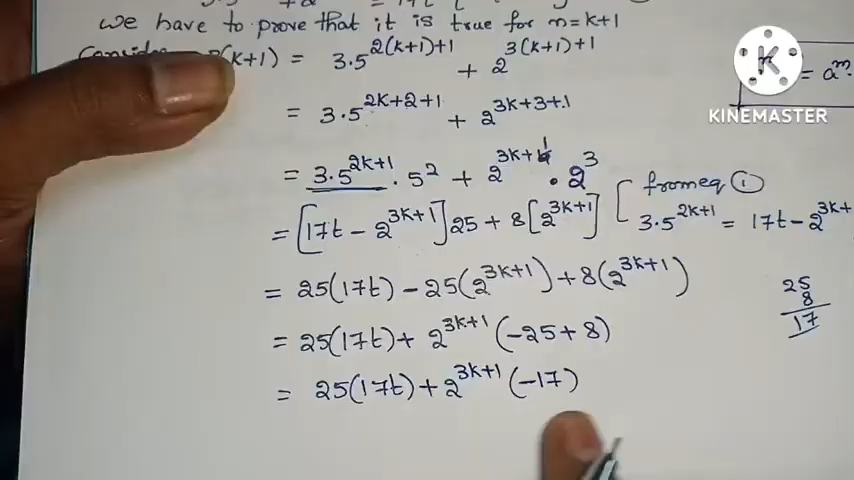 we have to prove that it is true for n=k+1
(k+1) = 3·5^{2(k+1)+1} + 2^{3(k+1)+1}
= 3·5^{2k+2+1} + 2^{3k+3+1}
= 3·5^{2k+1} · 5^2 + 2^{3k+1} · 2^3
= [17t − 2^{3k+1}]25 + 8[2^{3k+1}]
[from eq ①
3·5^{2k+1} = 17t − 2^{3k+
= 25(17t) − 25(2^{3k+1}) + 8(2^{3k+1})
= 25(17t) + 2^{3k+1} (−25+8)
= 25(17t) + 2^{3k+1} (−17)
25
8
17
= a^m
K
KINEMASTER